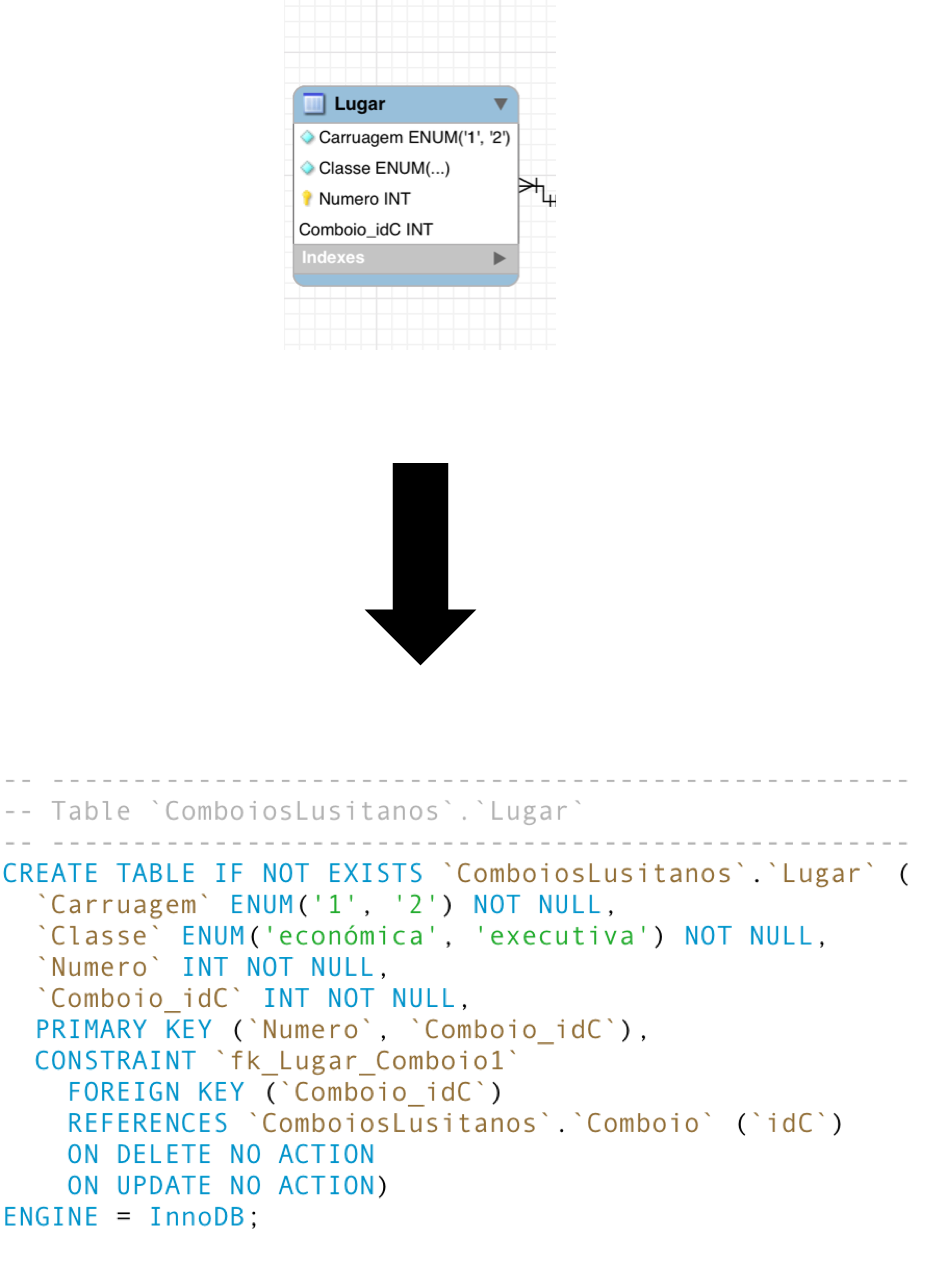 Lugar
Carruagem ENUM('1', '2')
Classe ENUM(...)
Numero INT
Comboio_idC INT
Indexes
-- -----------------------------------------------------
-- Table `ComboiosLusitanos`.`Lugar`
-- -----------------------------------------------------
CREATE TABLE IF NOT EXISTS `ComboiosLusitanos`.`Lugar` (
  `Carruagem` ENUM('1', '2') NOT NULL,
  `Classe` ENUM('económica', 'executiva') NOT NULL,
  `Numero` INT NOT NULL,
  `Comboio_idC` INT NOT NULL,
  PRIMARY KEY (`Numero`, `Comboio_idC`),
  CONSTRAINT `fk_Lugar_Comboio1`
    FOREIGN KEY (`Comboio_idC`)
    REFERENCES `ComboiosLusitanos`.`Comboio` (`idC`)
    ON DELETE NO ACTION
    ON UPDATE NO ACTION)
ENGINE = InnoDB;